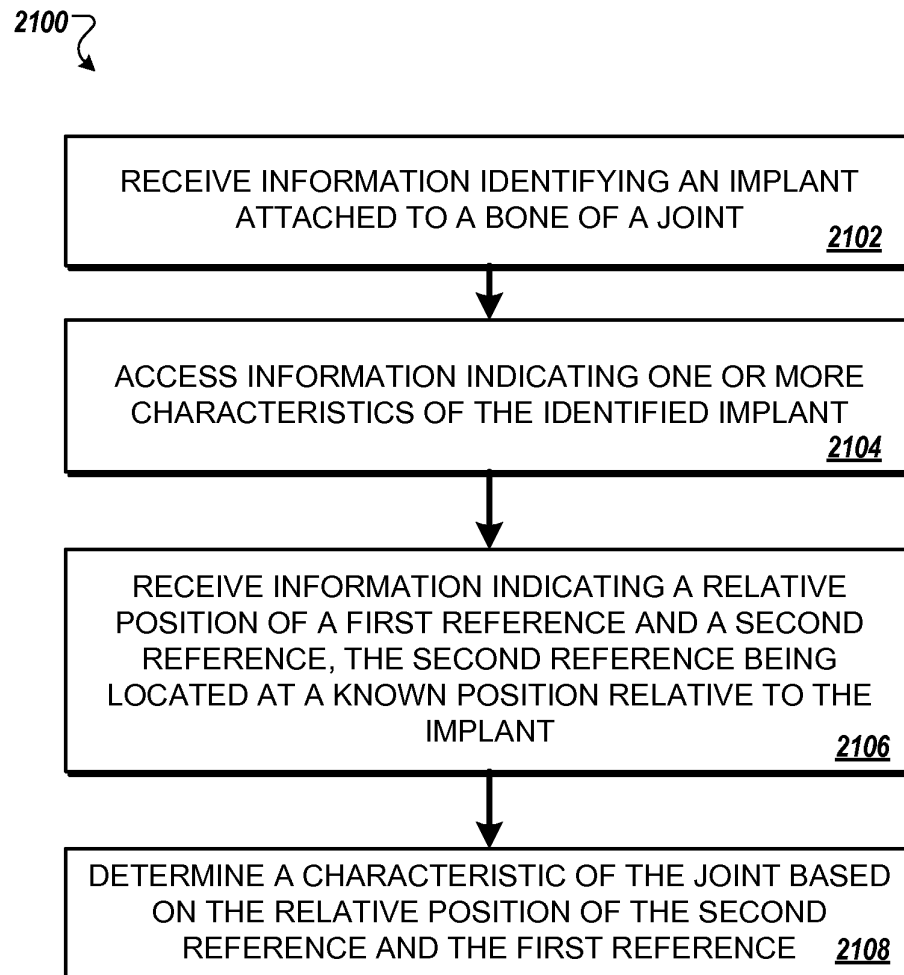 2100
RECEIVE INFORMATION IDENTIFYING AN IMPLANT
ATTACHED TO A BONE OF A JOINT
2102
ACCESS INFORMATION INDICATING ONE OR MORE
CHARACTERISTICS OF THE IDENTIFIED IMPLANT
2104
RECEIVE INFORMATION INDICATING A RELATIVE
POSITION OF A FIRST REFERENCE AND A SECOND
REFERENCE, THE SECOND REFERENCE BEING
LOCATED AT A KNOWN POSITION RELATIVE TO THE
IMPLANT
2106
DETERMINE A CHARACTERISTIC OF THE JOINT BASED
ON THE RELATIVE POSITION OF THE SECOND
REFERENCE AND THE FIRST REFERENCE 2108